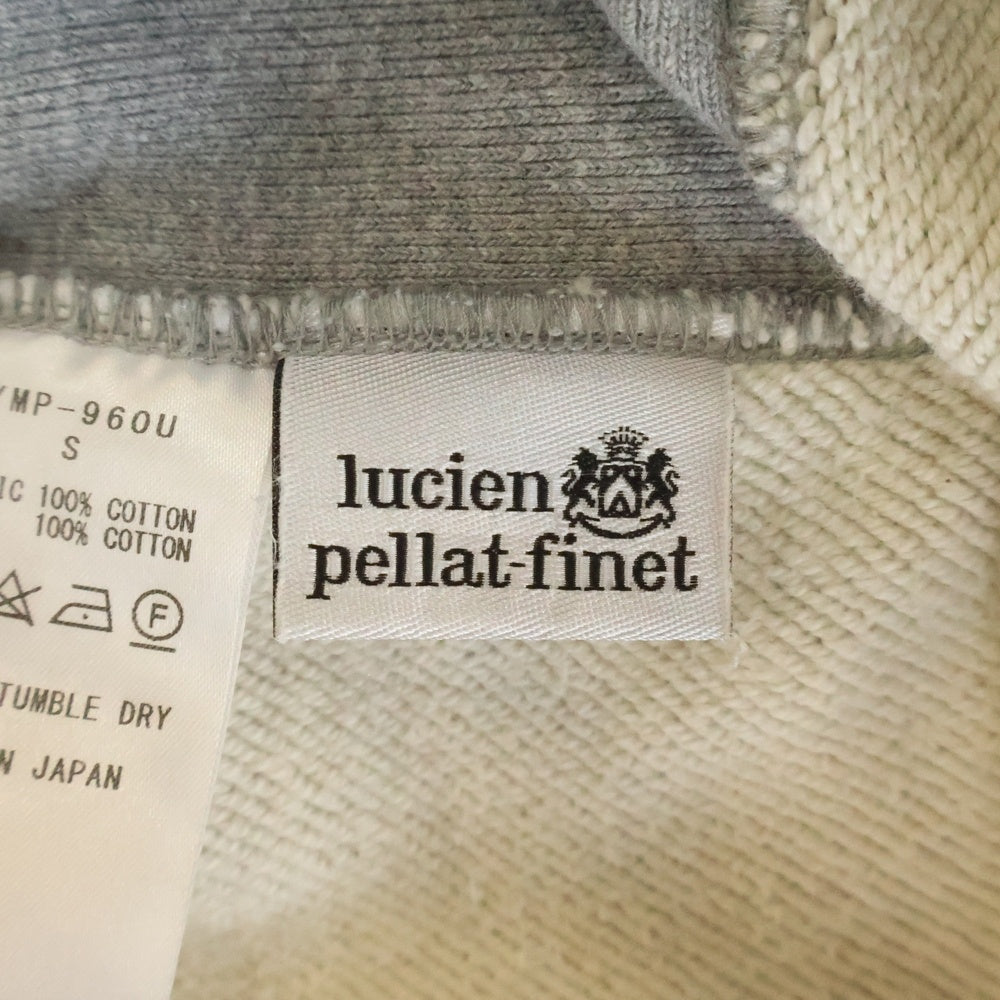 YMP-960U
S
IC 100% COTTON
100% COTTON
F
TUMBLE DRY
N JAPAN
lucien
pellat-finet